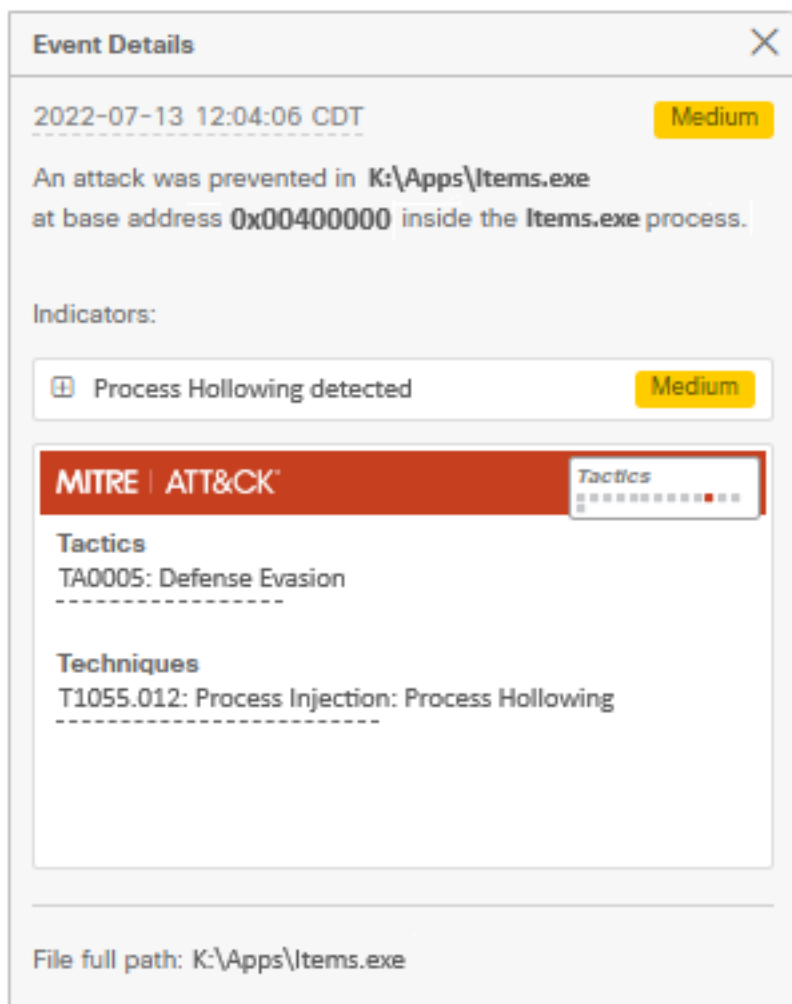 Event Details
2022-07-13 12:04:06 CDT Medium
An attack was prevented in K:\Apps\Items.exe
at base address 0x00400000 inside the Items.exe process.
Indicators:
Process Hollowing detected Medium
MITRE | ATT&CK™ Tactics
Tactics
TA0005: Defense Evasion
Techniques
T1055.012: Process Injection: Process Hollowing
File full path: K:\Apps\Items.exe